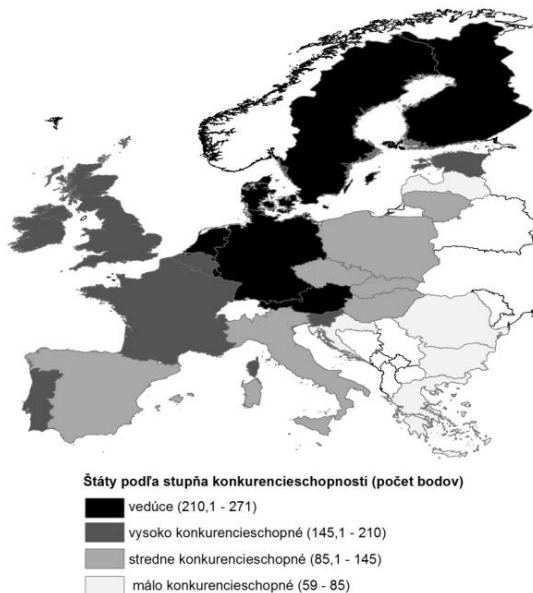 Štáty podľa stupňa konkurencieschopnosti (počet bodov)
vedúce (210,1 - 271)
vysoko konkurencieschopné (145,1 - 210)
stredne konkurencieschopné (85,1 - 145)
málo konkurencieschopné (59 - 85)